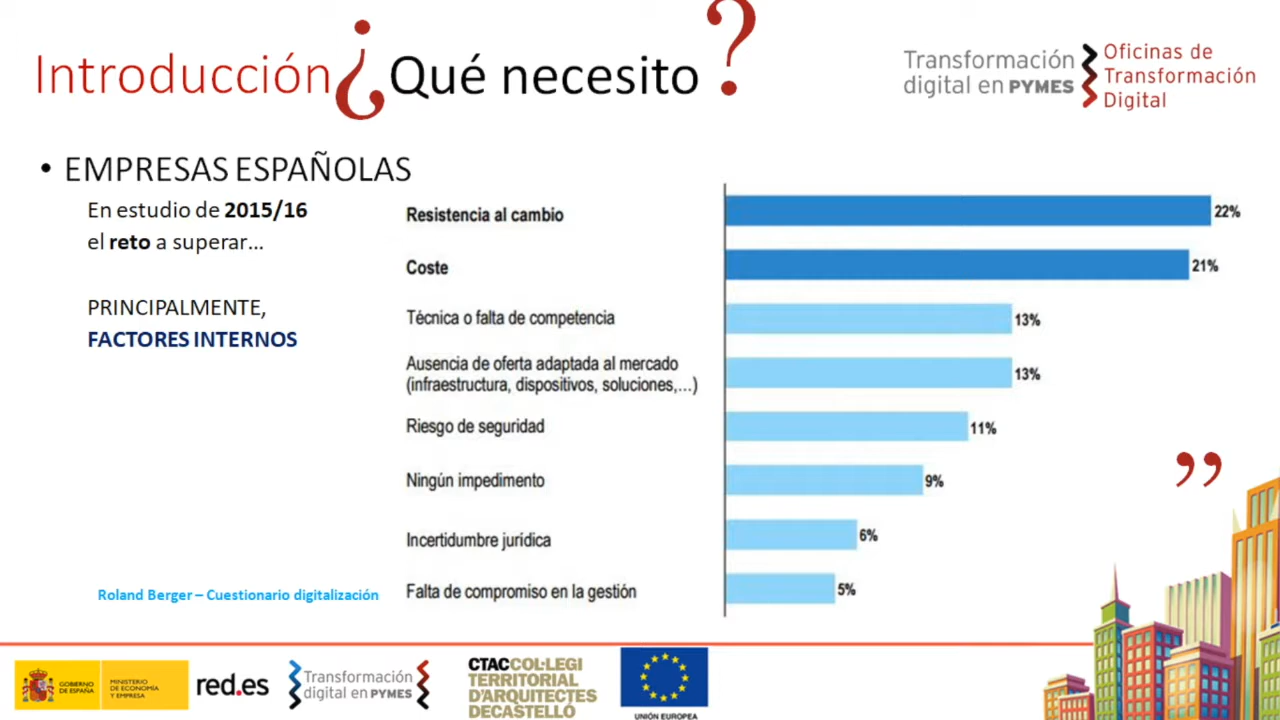 Introducción ¿Qué necesito?
Transformación
digital en PYMES
Oficinas de
Transformación
Digital
• EMPRESAS ESPAÑOLAS
En estudio de 2015/16
el reto a superar...
PRINCIPALMENTE,
FACTORES INTERNOS
Resistencia al cambio 22%
Coste 21%
Técnica o falta de competencia 13%
Ausencia de oferta adaptada al mercado
(infraestructura, dispositivos, soluciones,...) 13%
Riesgo de seguridad 11%
Ningún impedimento 9%
Incertidumbre jurídica 6%
Falta de compromiso en la gestión 5%
”
Roland Berger – Cuestionario digitalización
GOBIERNO
DE ESPAÑA
MINISTERIO
DE ECONOMÍA
Y EMPRESA
red.es
Transformación
digital en PYMES
CTACCOL·LEGI
TERRITORIAL
D'ARQUITECTES
DECASTELLÓ
UNIÓN EUROPEA